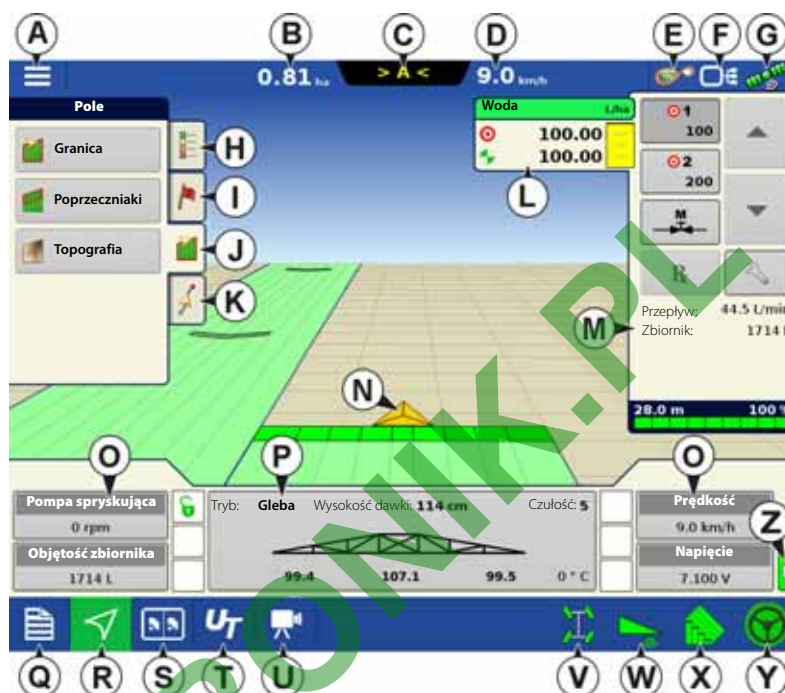 A B C D E F G
0.81 ha > A < 9.0 km/h
Pole
Granica
Poprzeczniaki
Topografia
H
I
J
K
Woda L/ha
100.00
100.00
L
1
100
2
200
M
R
Przepływ: 44.5 L/min
Zbiornik: 1714 l
M
28.0 m 100 %
N
O P O
Pompa spryskująca
0 rpm
Objętość zbiornika
1714 L
Tryb: Gleba Wysokość dawki: 114 cm Czułość: 5
99.4 107.1 99.5 0 ° C
Prędkość
9.0 km/h
Napięcie
7.100 V
Z
UT
Q R S T U V W X Y
PONIK.PL